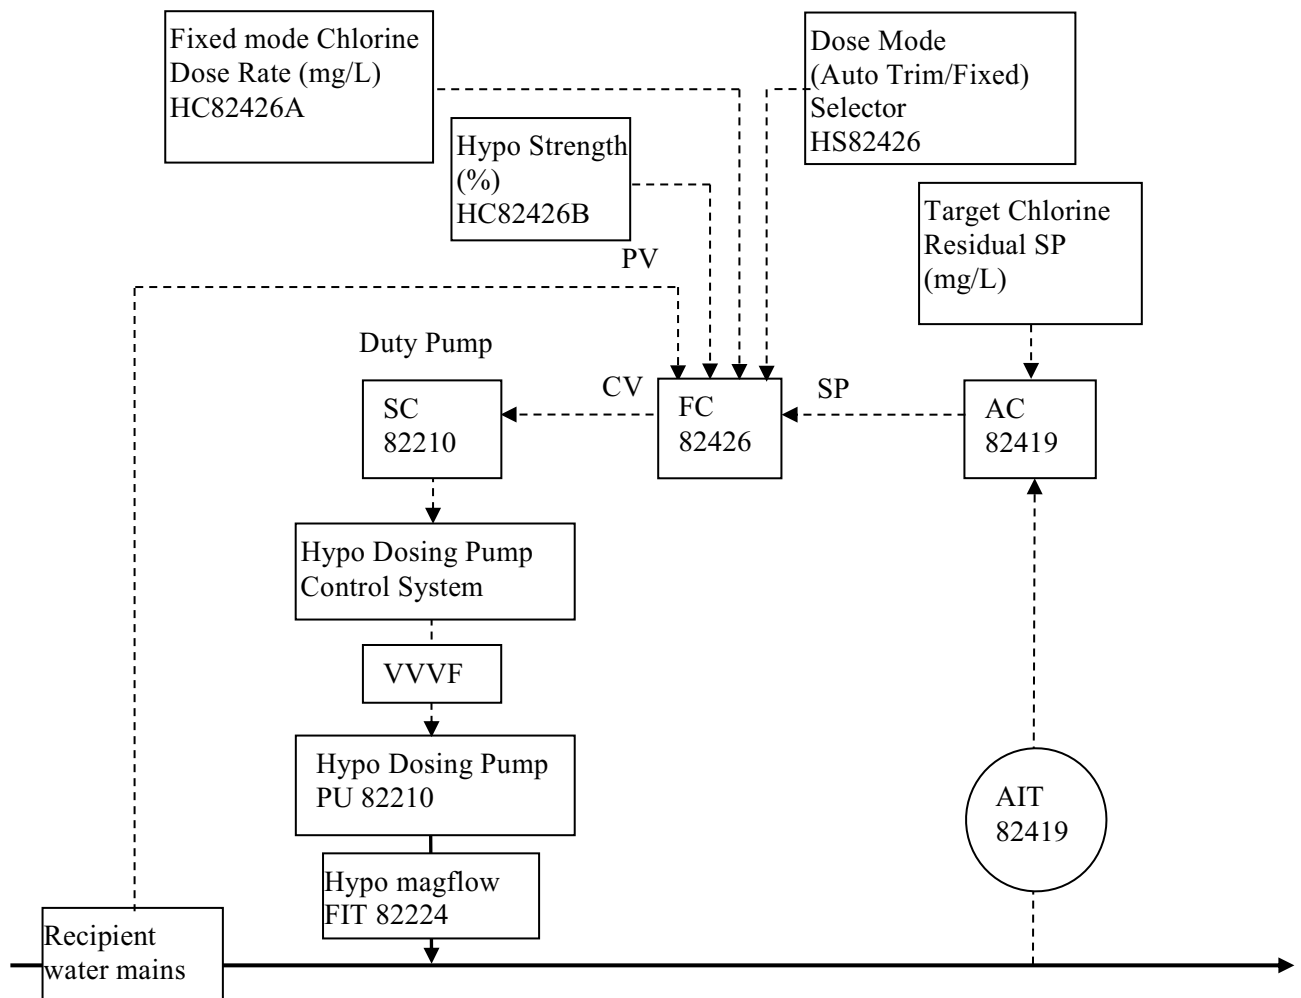 Fixed mode Chlorine
Dose Rate (mg/L)
HC82426A
Dose Mode
(Auto Trim/Fixed)
Selector
HS82426
Hypo Strength
(%)
HC82426B
Target Chlorine
Residual SP
(mg/L)
PV
Duty Pump
SC
82210
CV
FC
82426
SP
AC
82419
Hypo Dosing Pump
Control System
VVVF
Hypo Dosing Pump
PU 82210
AIT
82419
Hypo magflow
FIT 82224
Recipient
water mains